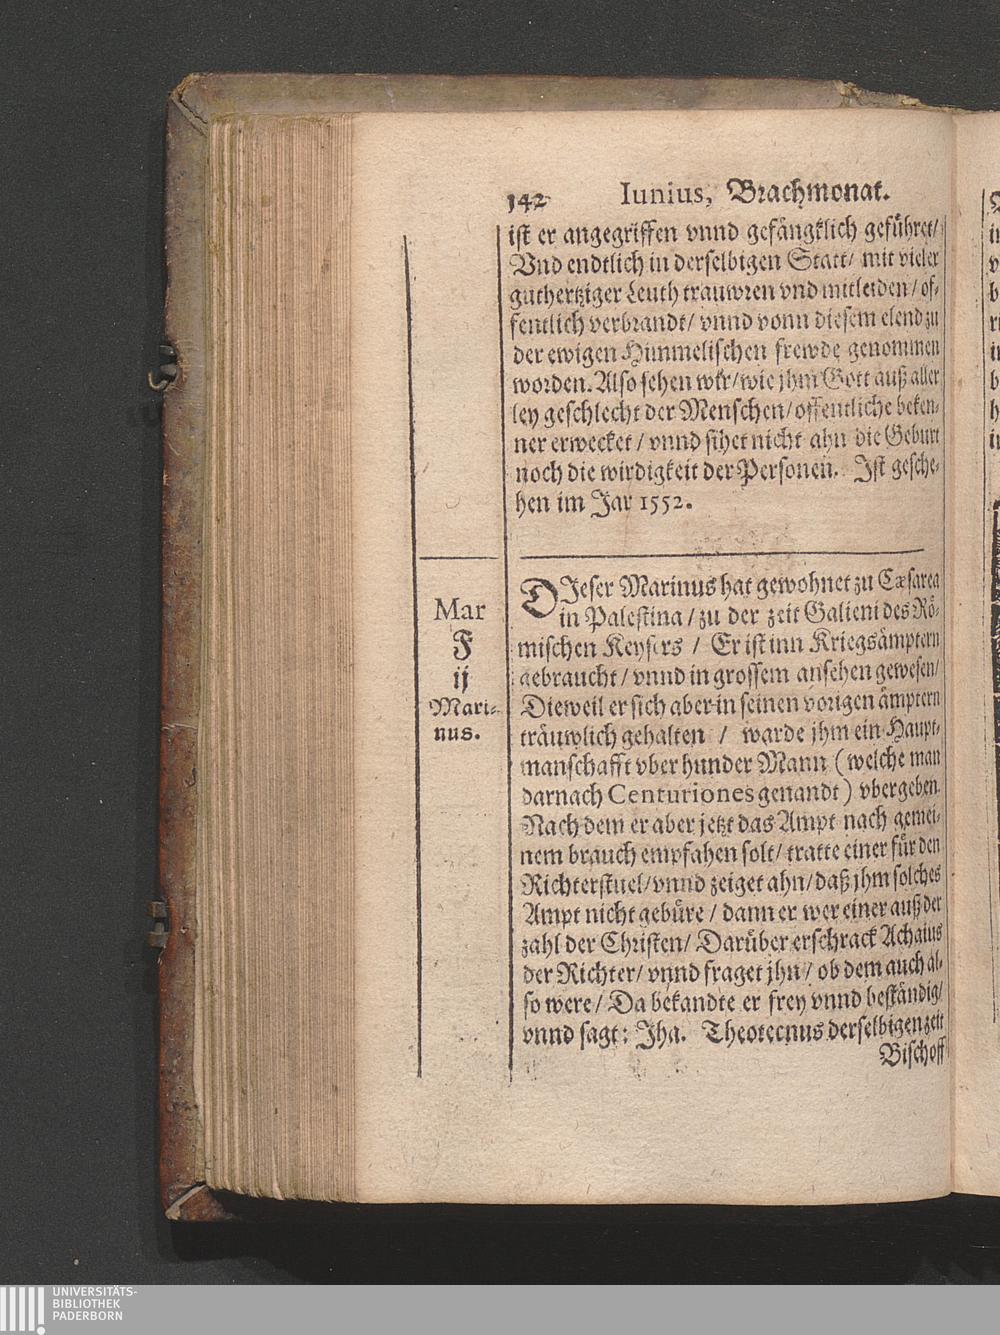 142 Iunius, Brachmonat.
ist er angegriffen vnnd gefängklich geführet/
Vnd endtlich in derselbigen Statt/ mit vieler
guthertziger Leuth trauwren vnd mitleiden/ of-
fentlich verbrandt/ vnnd vonn diesem elend zu
der ewigen Himmelischen frewde genommen
worden. Also sehen wir/ wie jhm Gott auß aller
ley geschlecht der Menschen/ offentliche beken-
ner erwecket/ vnnd sihet nicht ahn die Geburt
noch die wirdigkeit der Personen. Ist gesche-
hen im Jar 1552.
Mar
F
ij
Mari-
nus.
DIeser Marinus hat gewohnet zu Cæsarea
in Palestina/ zu der zeit Galieni des Rö-
mischen Keysers / Er ist inn Kriegsämptern
gebraucht/ vnnd in grossem ansehen gewesen/
Dieweil er sich aber in seinen vorigen ämptern
träuwlich gehalten / warde jhm ein Haupt-
manschafft vber hunder Mann (welche man
darnach Centuriones genandt) vbergeben.
Nach dem er aber jetzt das Ampt nach gemei-
nem brauch empfahen solt/ tratte einer für den
Richterstuel/ vnnd zeiget ahn/ daß jhm solches
Ampt nicht gebüre/ dann er wer einer auß der
zahl der Christen/ Darüber erschrack Achaius
der Richter/ vnnd fraget jhn/ ob dem auch al-
so were/ Da bekandte er frey vnnd beständig/
vnnd sagt: Jha. Theotecnus derselbigen zeit
Bischoff
UNIVERSITÄTS-
BIBLIOTHEK
PADERBORN